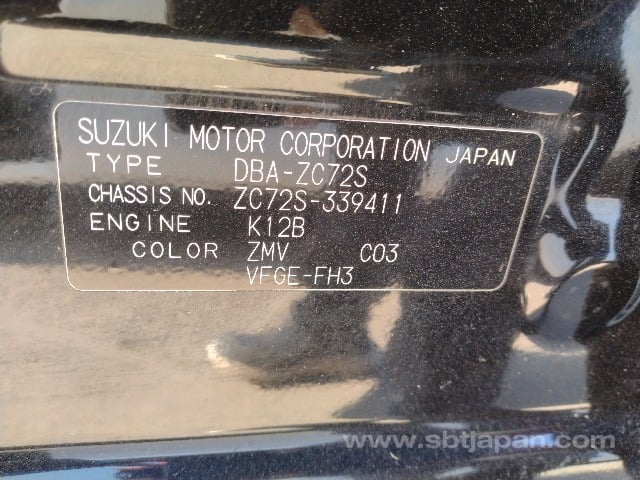 SUZUKI MOTOR CORPORATION JAPAN
TYPE DBA-ZC72S
CHASSIS NO. ZC72S-339411
ENGINE K12B
COLOR ZMV C03
VFGE-FH3
www.sbtjapan.com